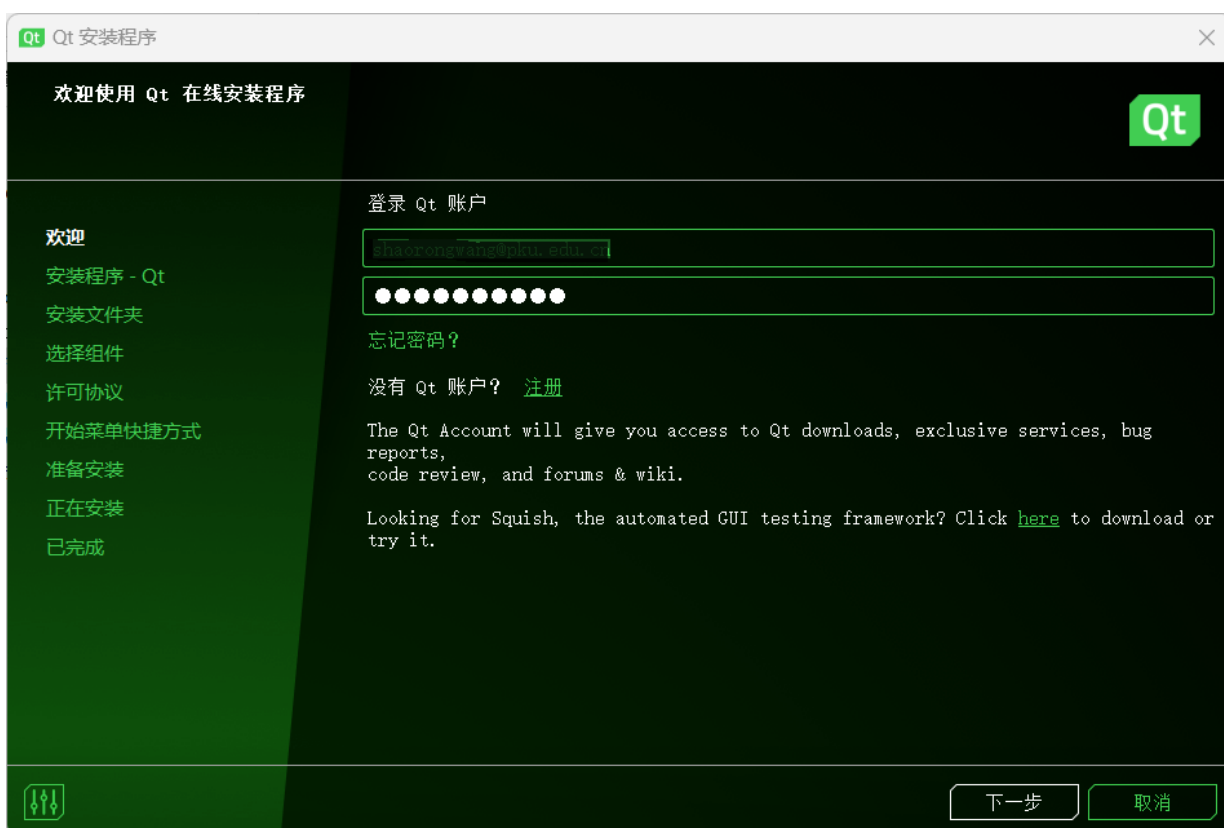 Qt Qt 安装程序
欢迎使用 Qt 在线安装程序
Qt
登录 Qt 账户
shaorongwang@pku.edu.cn
●●●●●●●●●●
忘记密码?
没有 Qt 账户? 注册
The Qt Account will give you access to Qt downloads, exclusive services, bug
reports,
code review, and forums & wiki.
Looking for Squish, the automated GUI testing framework? Click here to download or
try it.
欢迎
安装程序 - Qt
安装文件夹
选择组件
许可协议
开始菜单快捷方式
准备安装
正在安装
已完成
下一步 取消